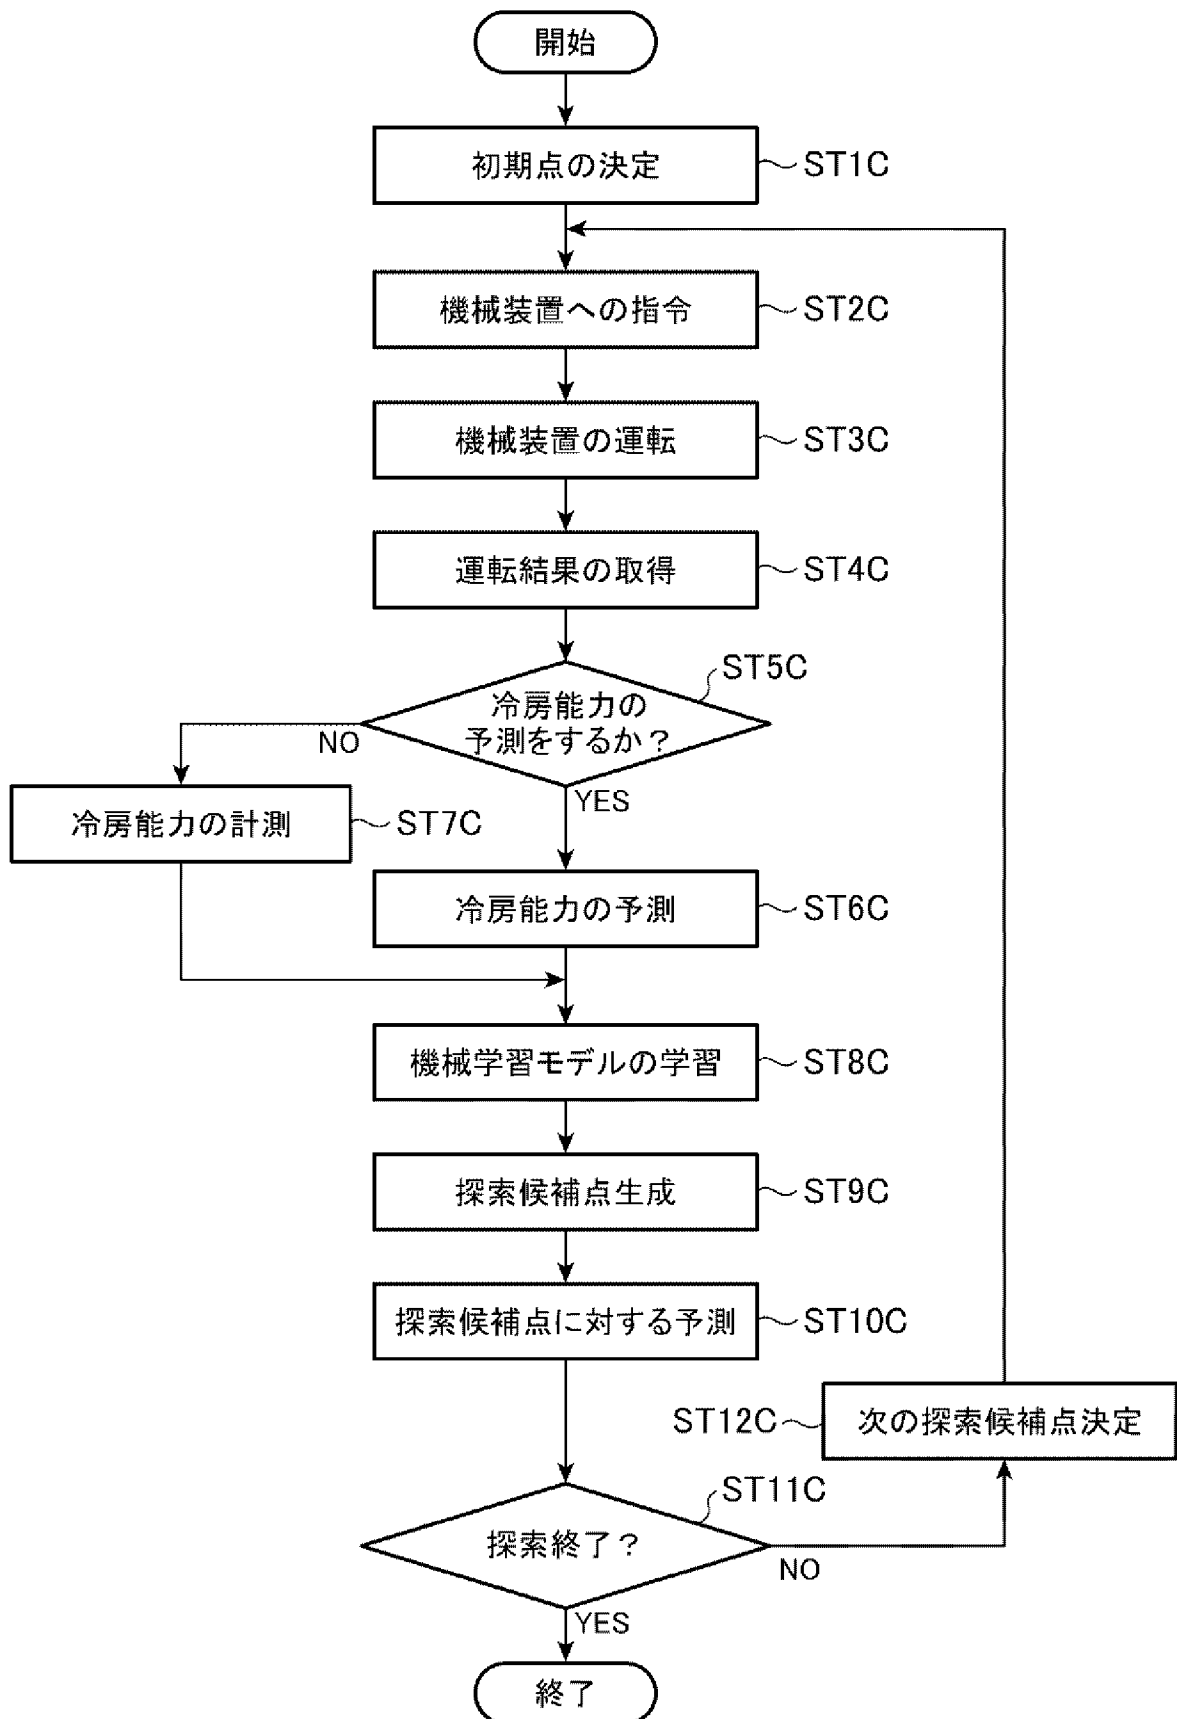 開始
初期点の決定
ST1C
機械装置への指令
ST2C
機械装置の運転
ST3C
運転結果の取得
ST4C
ST5C
冷房能力の
予測をするか？
NO
YES
冷房能力の計測
ST7C
冷房能力の予測
ST6C
機械学習モデルの学習
ST8C
探索候補点生成
ST9C
探索候補点に対する予測
ST10C
ST12C
次の探索候補点決定
ST11C
探索終了？
NO
YES
終了